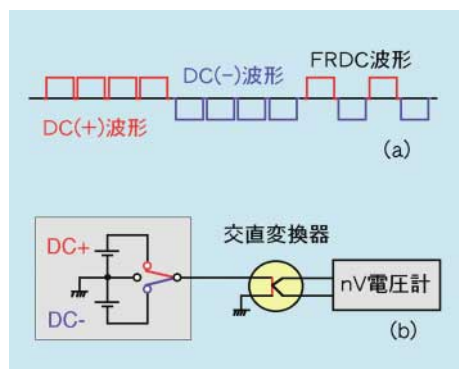 FRDC波形
DC(-)波形
DC(+)波形
(a)
DC+
交直変換器
nV電圧計
DC-
(b)